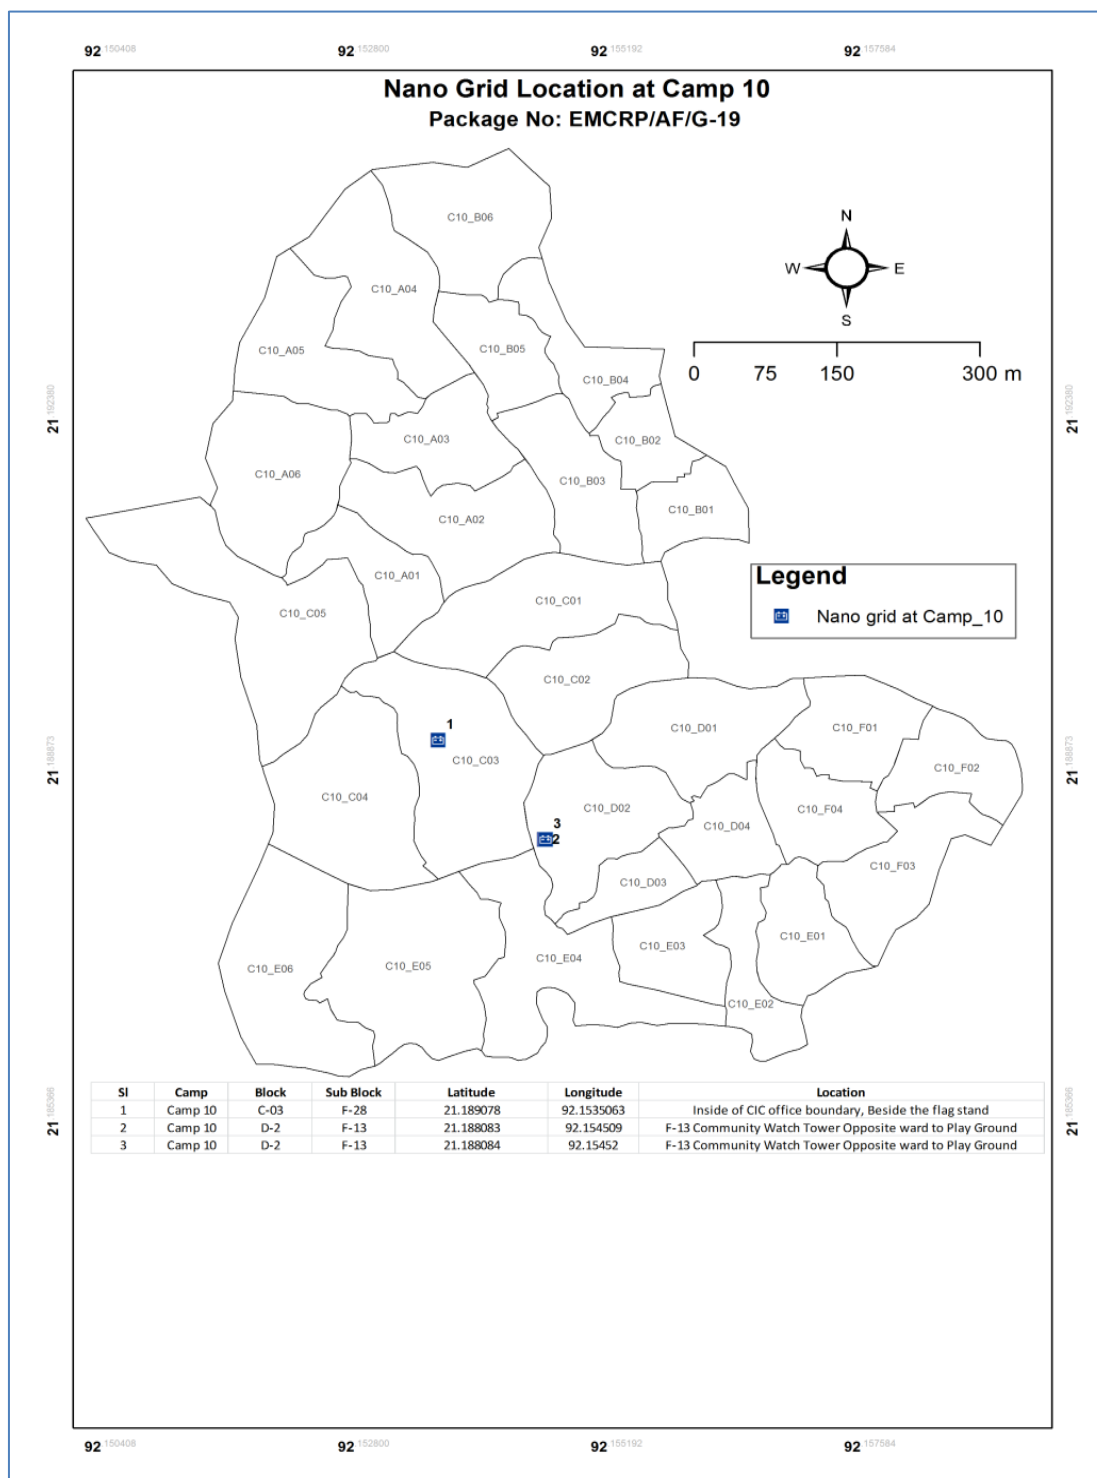 92 150408 92 152800 92 155192 92 157584
Nano Grid Location at Camp 10
Package No: EMCRP/AF/G-19
C10_B06
N
W E
S
C10_A04
C10_A05
C10_B05
0 75 150 300 m
C10_B04
21 192380
21 192380
C10_A03
C10_B02
C10_A06
C10_B03
C10_A02
C10_B01
C10_A01
Legend
C10_C05
C10_C01
Nano grid at Camp_10
C10_C02
1
C10_D01
C10_F01
21 188873
21 188873
C10_C03
C10_F02
C10_C04
C10_D02
C10_F04
3
2
C10_D04
C10_F03
C10_D03
C10_E01
C10_E03
C10_E04
C10_E05
C10_E06
C10_E02
21 185366
21 185366
Sl Camp Block Sub Block Latitude Longitude Location
1 Camp 10 C-03 F-28 21.189078 92.1535063 Inside of CIC office boundary, Beside the flag stand
2 Camp 10 D-2 F-13 21.188083 92.154509 F-13 Community Watch Tower Opposite ward to Play Ground
3 Camp 10 D-2 F-13 21.188084 92.15452 F-13 Community Watch Tower Opposite ward to Play Ground
92 150408 92 152800 92 155192 92 157584